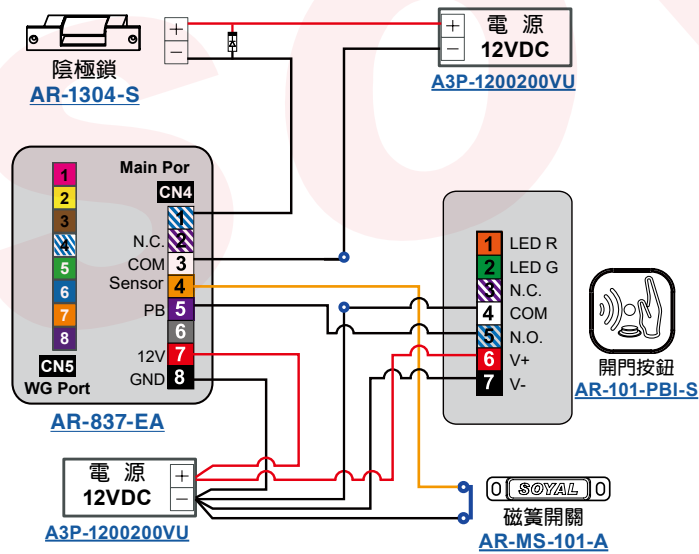 陰極鎖
AR-1304-S
+
−
+
−
電 源
12VDC
A3P-1200200VU
1
2
3
4
5
6
7
8
CN5
WG Port
Main Por
CN4
1
N.C. 2
COM 3
Sensor 4
PB 5
6
12V 7
GND 8
AR-837-EA
1 LED R
2 LED G
3 N.C.
4 COM
5 N.O.
6 V+
7 V-
開門按鈕
AR-101-PBI-S
電 源
12VDC
+
−
A3P-1200200VU
SOYAL
磁簧開關
AR-MS-101-A